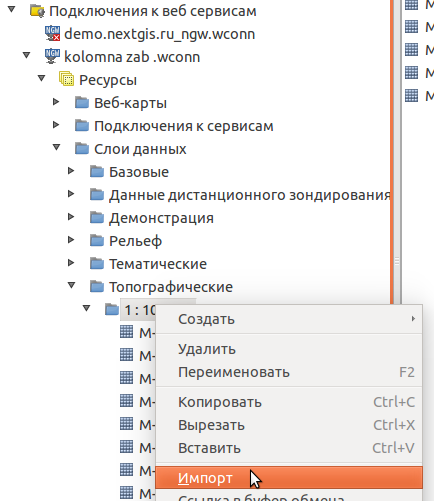 Подключения к веб сервисам
demo.nextgis.ru_ngw.wconn
kolomna zab .wconn
Ресурсы
Веб-карты
Подключения к сервисам
Слои данных
Базовые
Данные дистанционного зондирования
Демонстрация
Рельеф
Тематические
Топографические
1 : 10
Создать
Удалить
Переименовать F2
Копировать Ctrl+C
Вырезать Ctrl+X
Вставить Ctrl+V
Импорт
Ссылка в буфер обмена